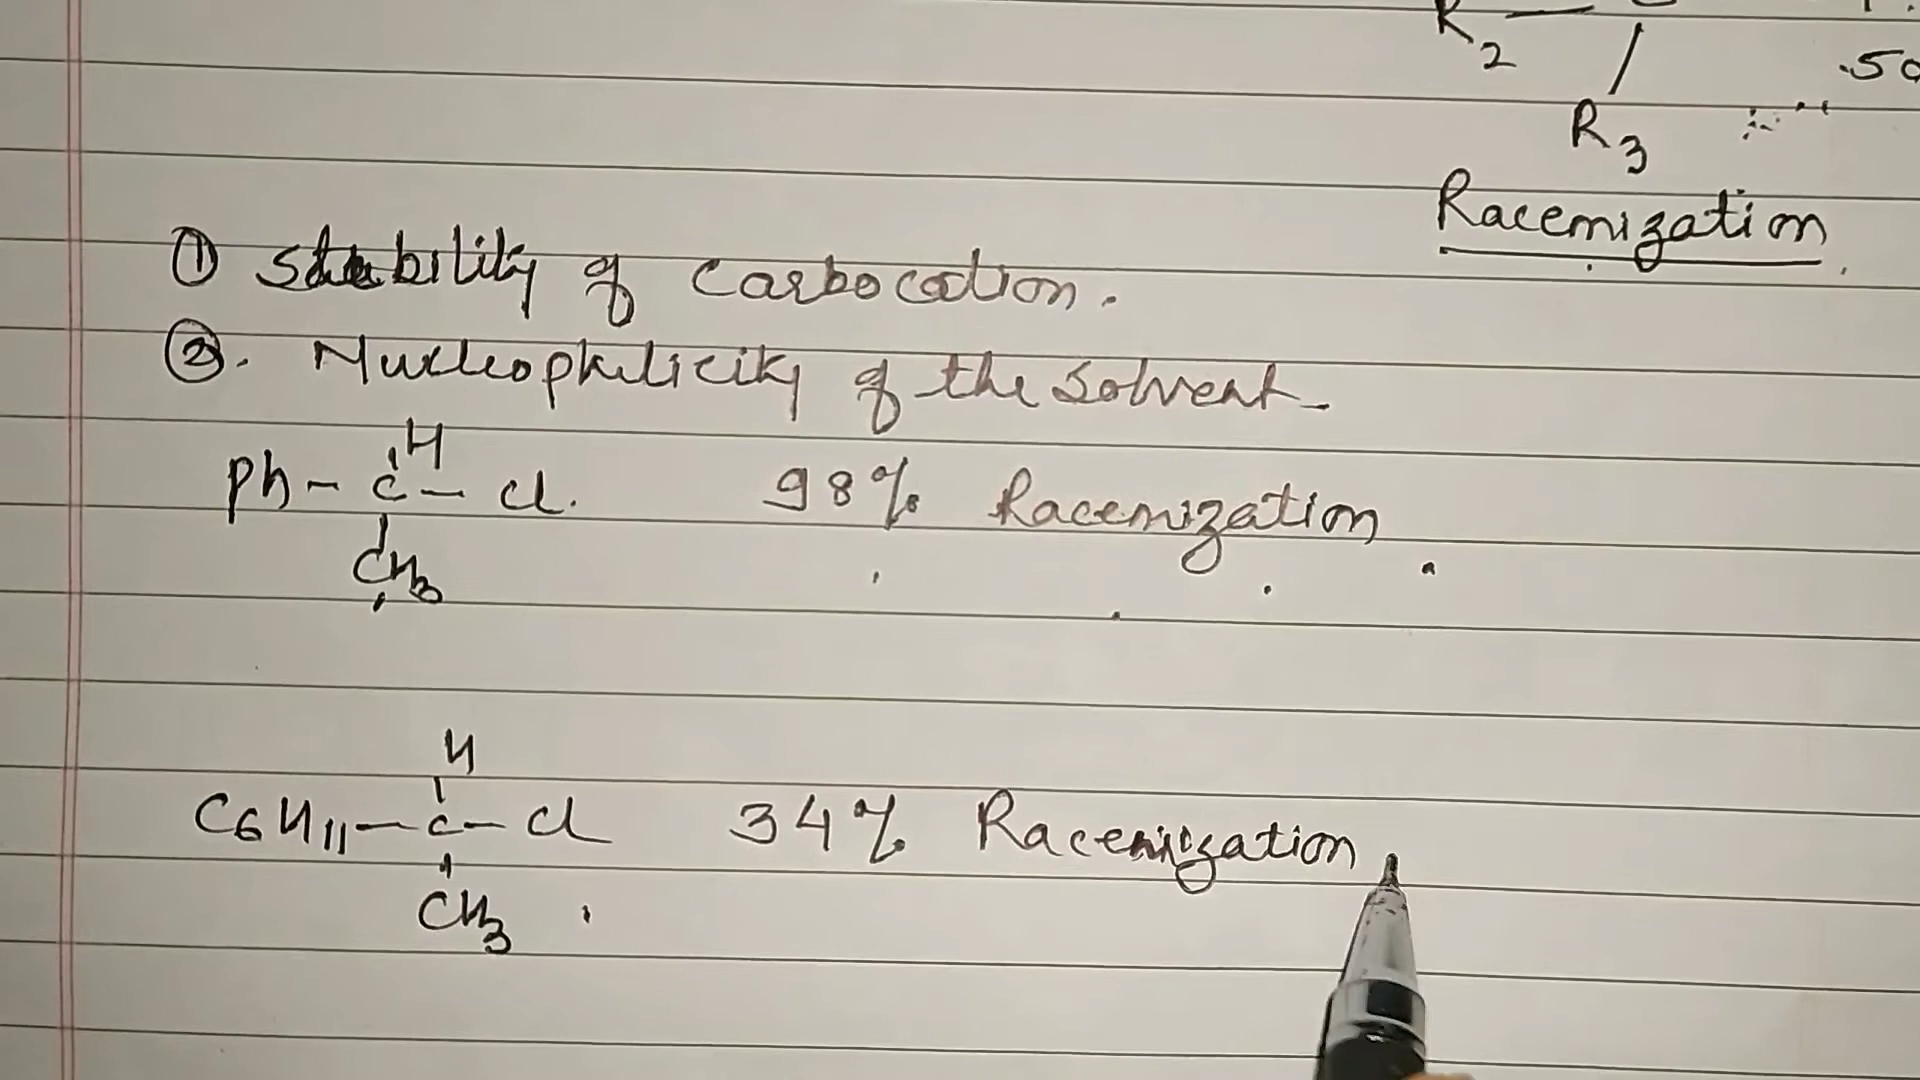 R2
.50
R3
Racemization
① Stability of Carbocation.
②. Nucleophilicity of the Solvent
H
Ph - C - Cl. 98% Racemization
CH3
H
C6H11 - C - Cl 34% Racemization
CH3